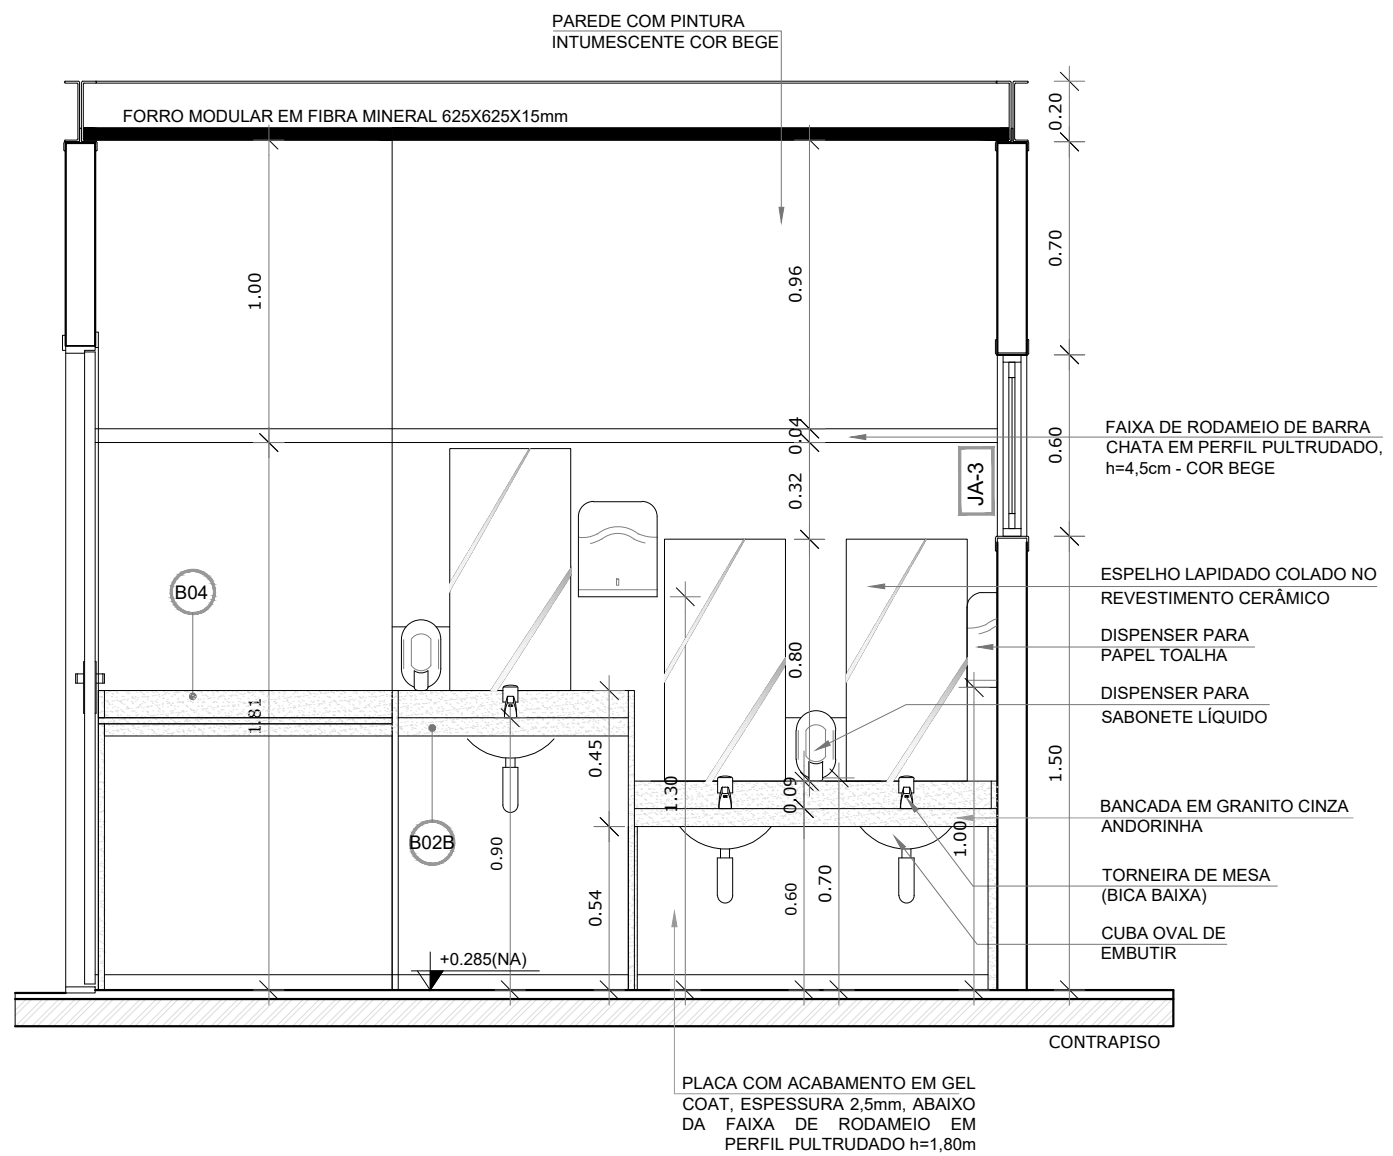 PAREDE COM PINTURA
INTUMESCENTE COR BEGE
FORRO MODULAR EM FIBRA MINERAL 625X625X15mm
0.20
1.00
0.96
0.70
0.04
0.60
FAIXA DE RODAMEIO DE BARRA
CHATA EM PERFIL PULTRUDADO,
h=4,5cm - COR BEGE
0.32
JA-3
B04
ESPELHO LAPIDADO COLADO NO
REVESTIMENTO CERÂMICO
DISPENSER PARA
PAPEL TOALHA
0.80
DISPENSER PARA
SABONETE LÍQUIDO
1.81
0.45
1.30
0.09
1.50
BANCADA EM GRANITO CINZA
ANDORINHA
B02B
0.90
1.00
TORNEIRA DE MESA
(BICA BAIXA)
0.54
0.60
0.70
CUBA OVAL DE
EMBUTIR
+0.285(NA)
CONTRAPISO
PLACA COM ACABAMENTO EM GEL
COAT, ESPESSURA 2,5mm, ABAIXO
DA FAIXA DE RODAMEIO EM
PERFIL PULTRUDADO h=1,80m